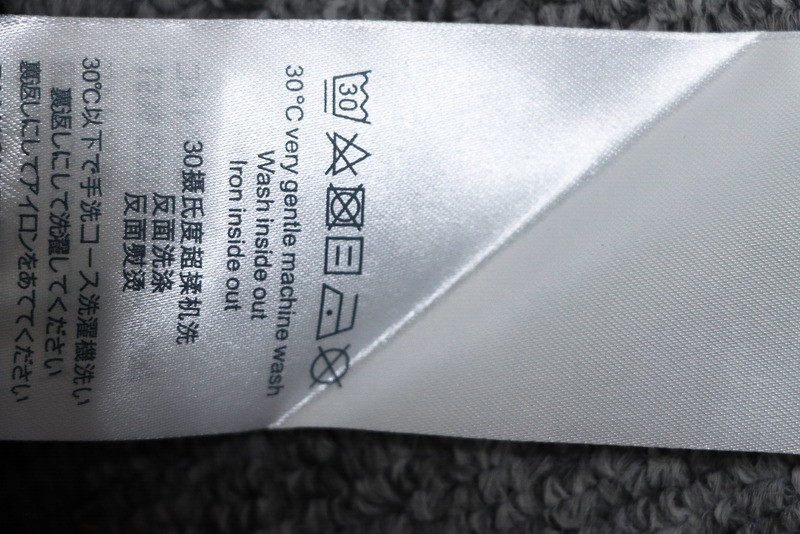 30
30°C very gentle machine wash
Wash inside out
Iron inside out
30摄氏度超揉机洗
反面洗涤
反面熨烫
30℃以下で手洗コース洗濯機洗い
裏返しにして洗濯してください
裏返しにしてアイロンをあててください